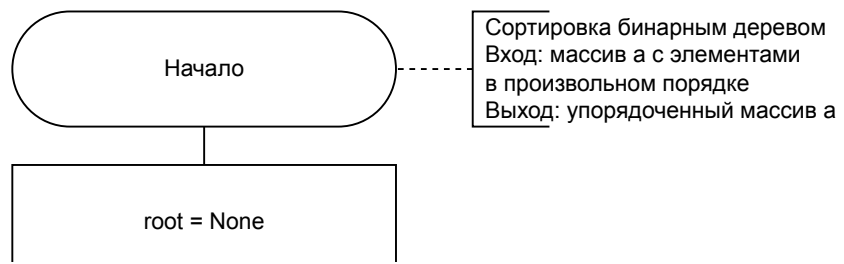 Начало
Сортировка бинарным деревом
Вход: массив a с элементами
в произвольном порядке
Выход: упорядоченный массив a
root = None